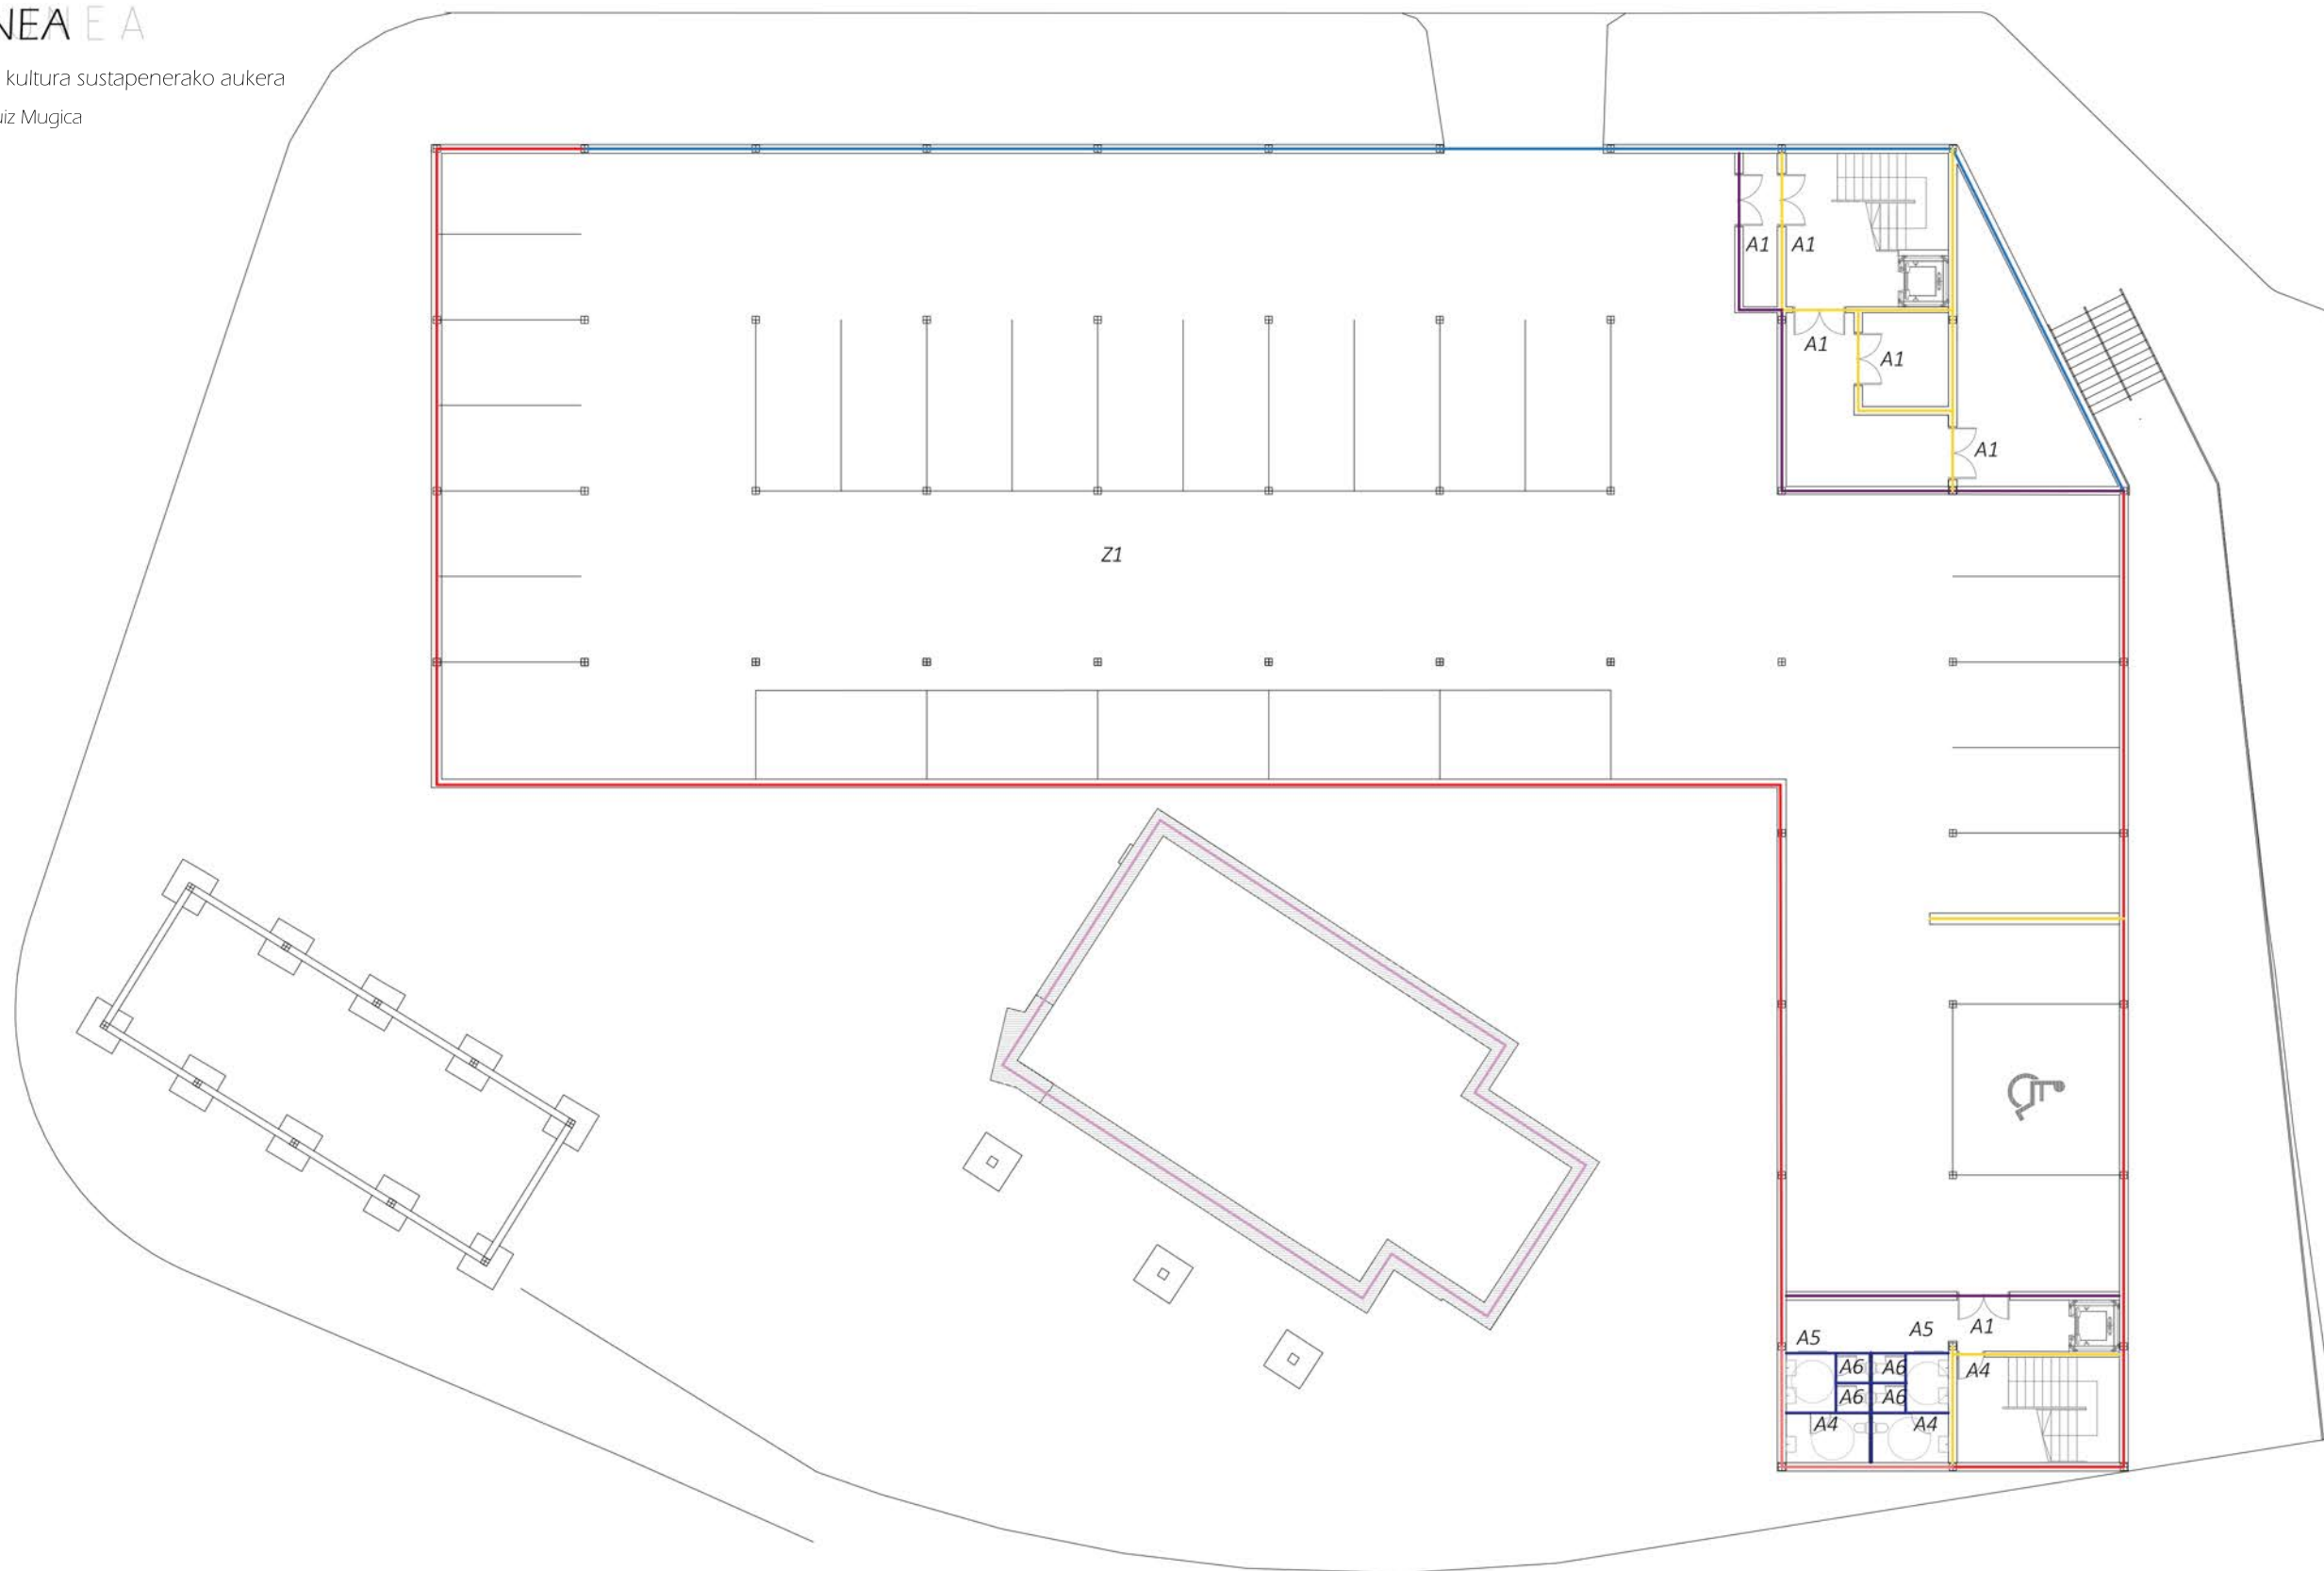 NEA E A
kultura sustapenerako aukera
uiz Mugica
A1 A1
A1
A1
A1
Z1
A5 A5 A1
A6 A6 A4
A6 A6
A4 A4